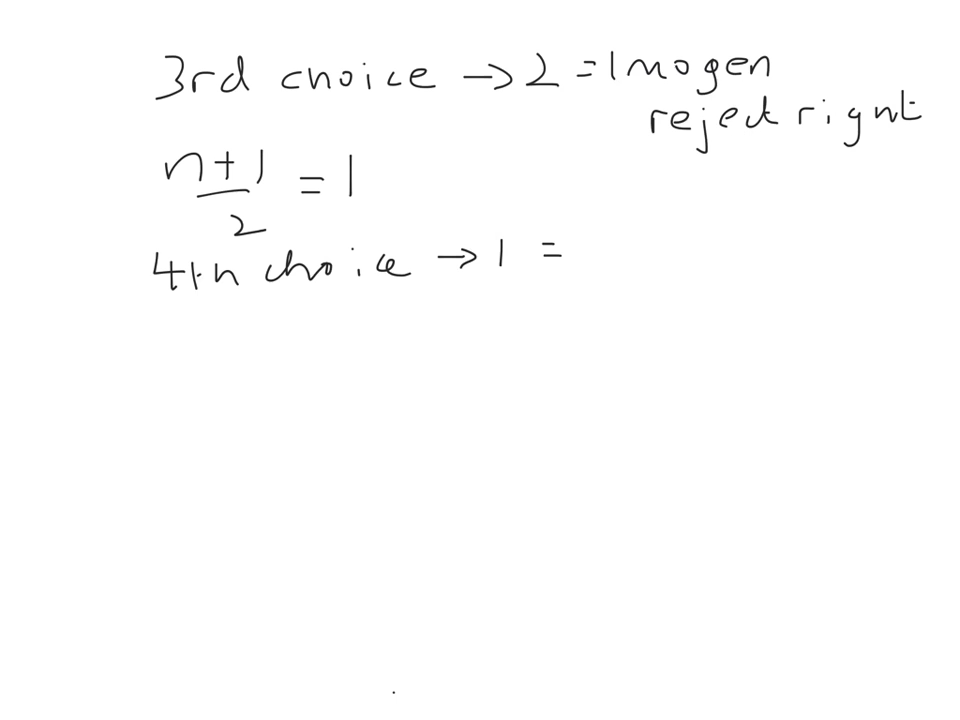 3rd choice → 2 = Imogen
reject right
n+1
— = 1
2
4th choice → 1 =